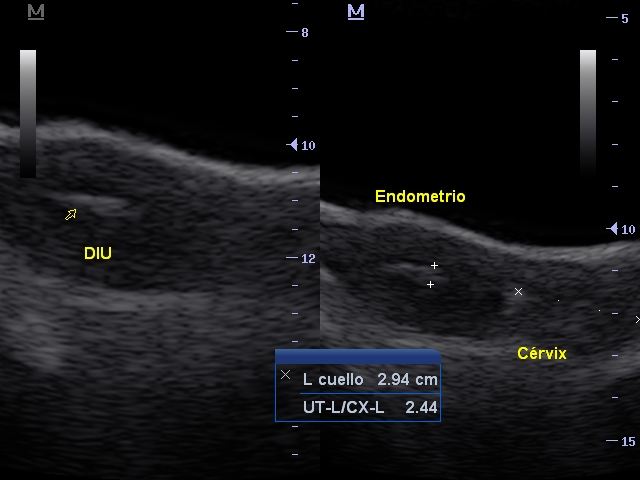 M
8
10
12
DIU
M
5
Endometrio
10
Cérvix
15
L cuello 2.94 cm
UT-L/CX-L 2.44